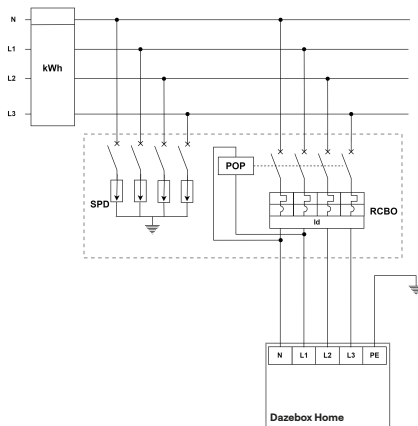 N
L1
kWh
L2
L3
POP
SPD
RCBO
Id
N L1 L2 L3 PE
Dazebox Home